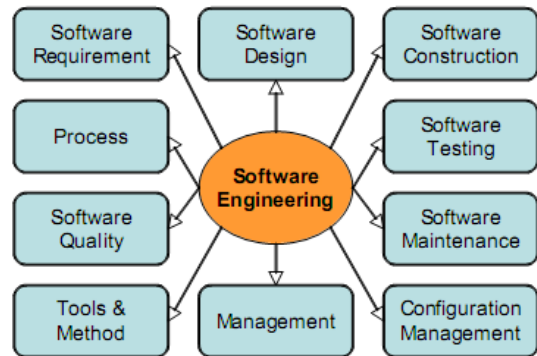 Software
Requirement
Software
Design
Software
Construction
Process
Software
Testing
Software
Engineering
Software
Quality
Software
Maintenance
Tools &
Method
Management
Configuration
Management